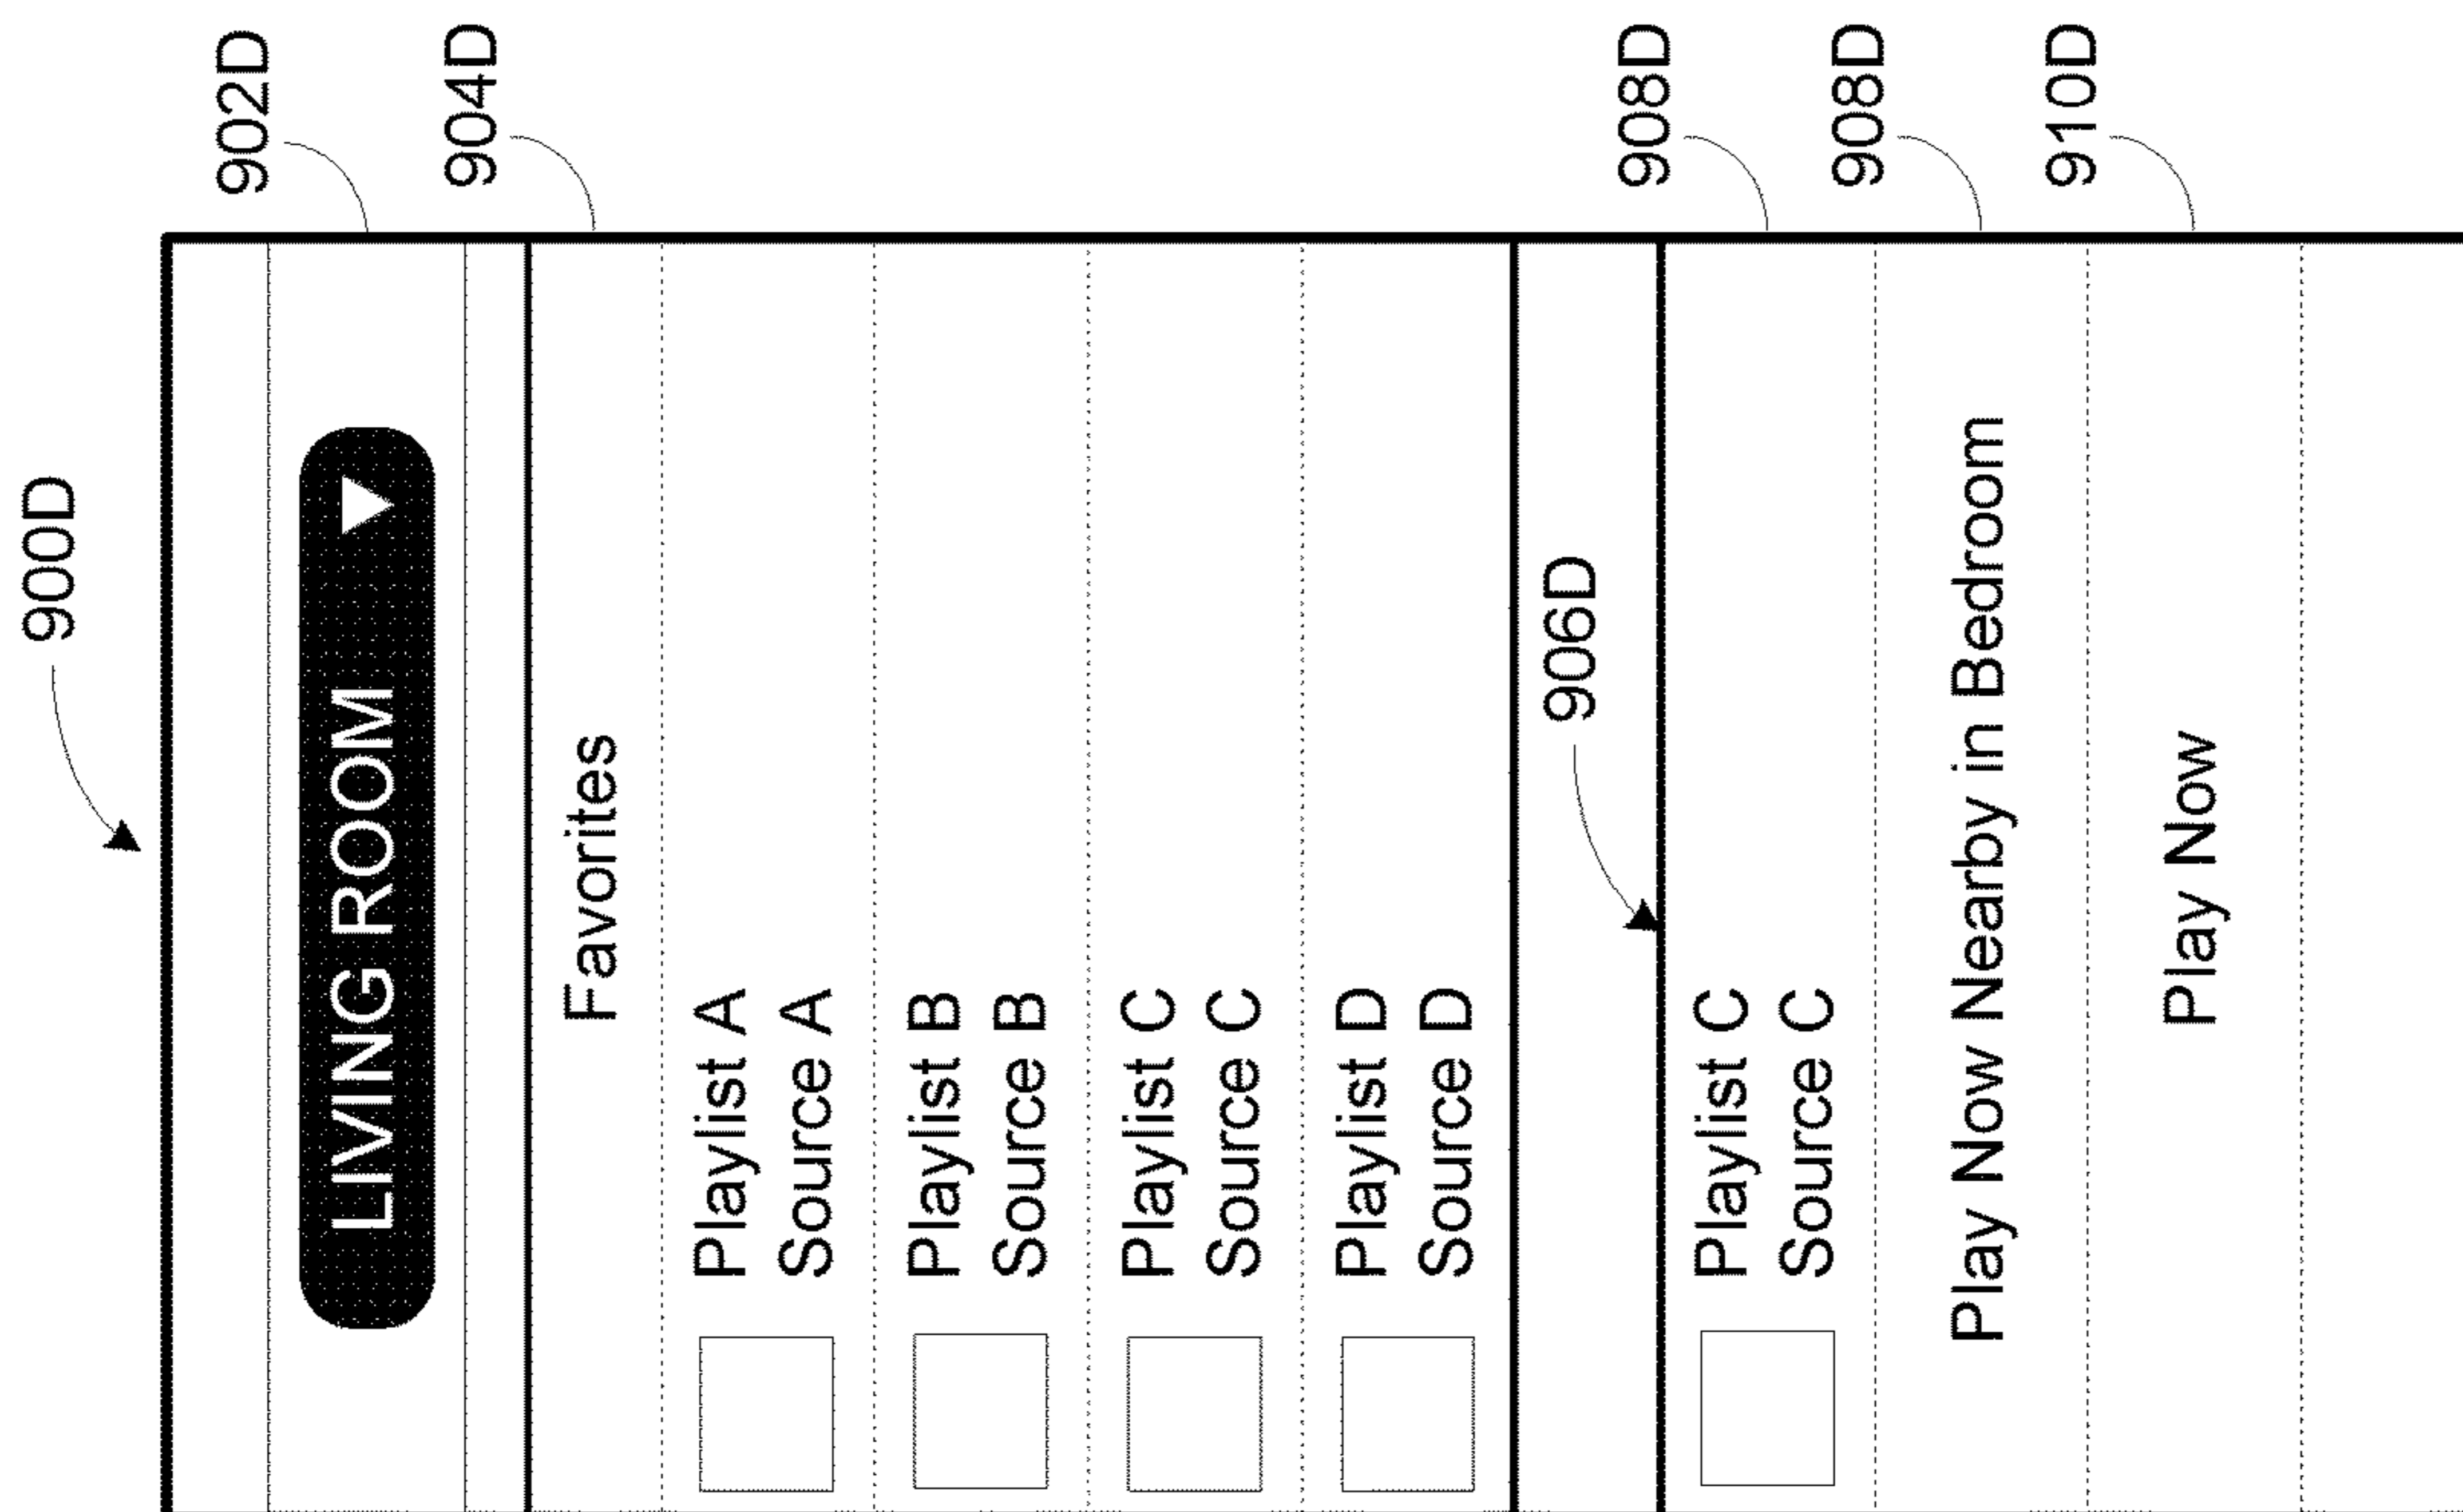 900D
LIVING ROOM
902D
Favorites
904D
Playlist A
Source A
Playlist B
Source B
Playlist C
Source C
Playlist D
Source D
906D
Playlist C
Source C
908D
Play Now Nearby in Bedroom
908D
Play Now
910D